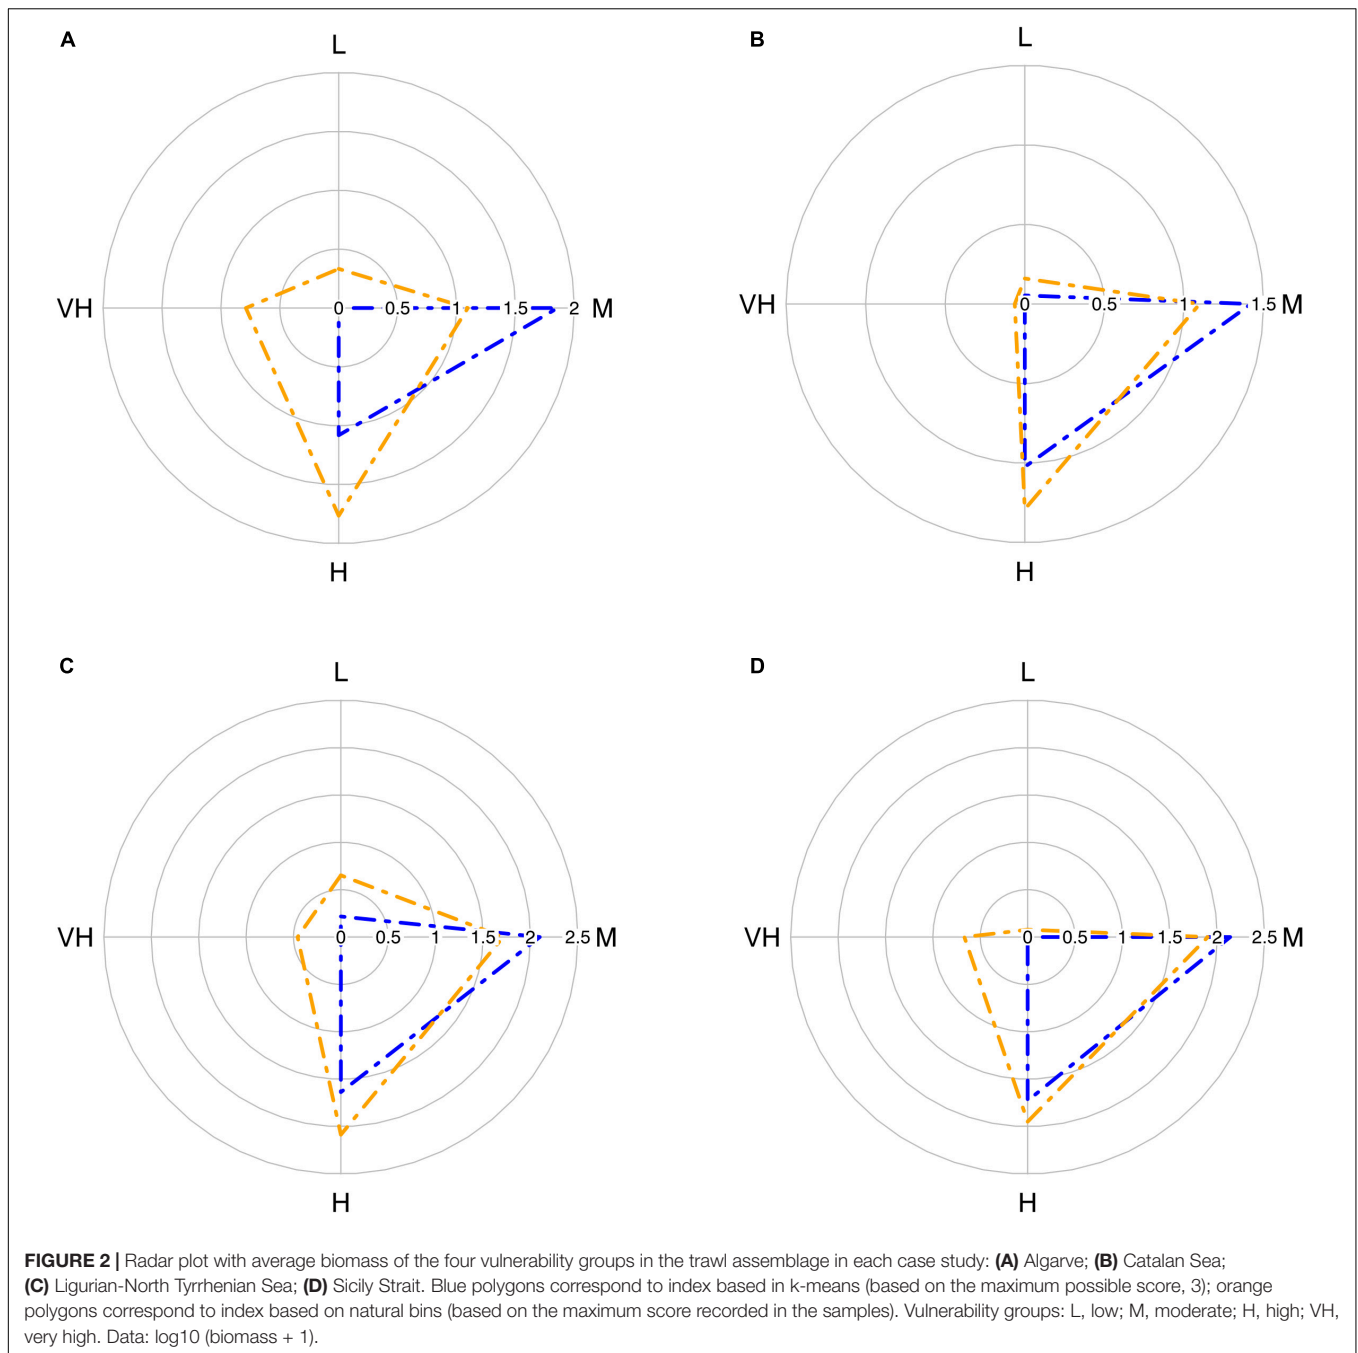 A
L
VH
0
0.5
1
1.5
2
M
H
B
L
VH
0
0.5
1
1.5
M
H
C
L
VH
0
0.5
1
1.5
2
2.5
M
H
D
L
VH
0
0.5
1
1.5
2
2.5
M
H
FIGURE 2 | Radar plot with average biomass of the four vulnerability groups in the trawl assemblage in each case study: (A) Algarve; (B) Catalan Sea;
(C) Ligurian-North Tyrrhenian Sea; (D) Sicily Strait. Blue polygons correspond to index based in k-means (based on the maximum possible score, 3); orange
polygons correspond to index based on natural bins (based on the maximum score recorded in the samples). Vulnerability groups: L, low; M, moderate; H, high; VH,
very high. Data: log10 (biomass + 1).